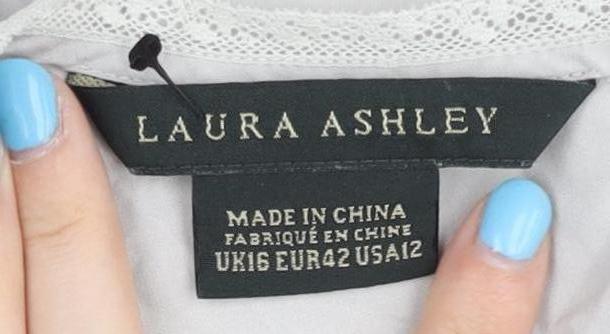 LAURA ASHLEY
MADE IN CHINA
FABRIQUÉ EN CHINE
UK16 EUR42 USA12